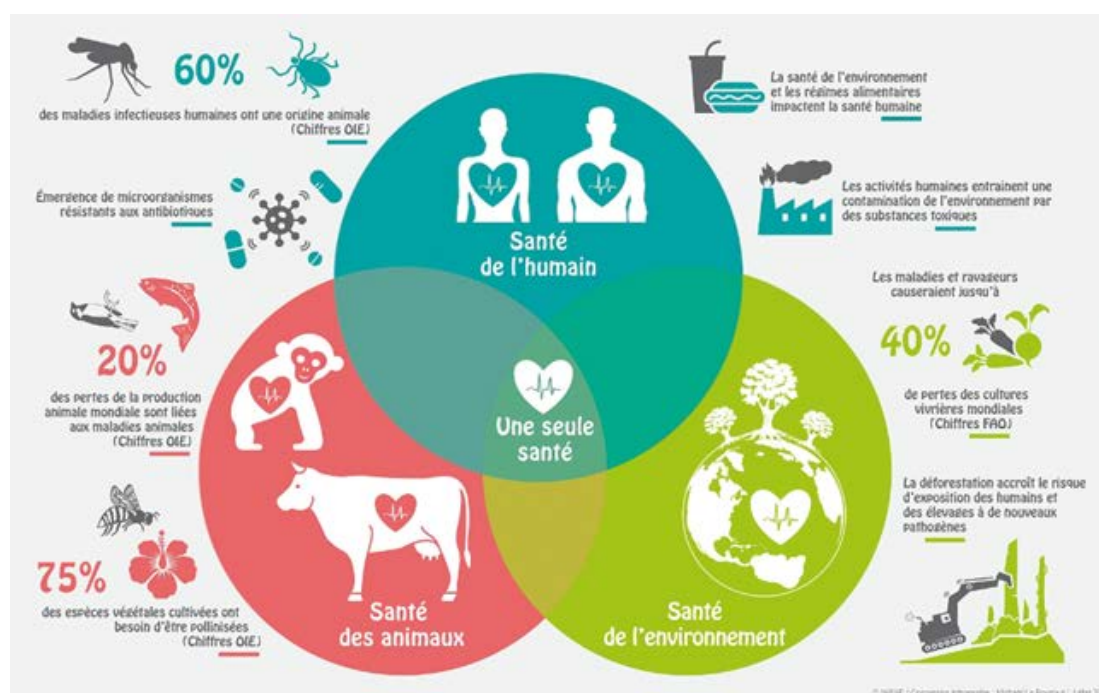 60%
des maladies infectieuses humaines ont une origine animale
(Chiffres OIE)
Émergence de microorganismes
résistants aux antibiotiques
20%
des pertes de la production
animale mondiale sont liées
aux maladies animales
(Chiffres OIE)
75%
des espèces végétales cultivées ont
besoin d'être pollinisées
(Chiffres OIE)
Santé
de l'humain
Une seule
santé
Santé
des animaux
Santé
de l'environnement
La santé de l'environnement
et les régimes alimentaires
impactent la santé humaine
Les activités humaines entrainent une
contamination de l'environnement par
des substances toxiques
Les maladies et ravageurs
causeraient jusqu'à
40%
de pertes des cultures
vivrières mondiales
(Chiffres FAO)
La déforestation accroît le risque
d'exposition des humains et
des élevages à de nouveaux
pathogènes